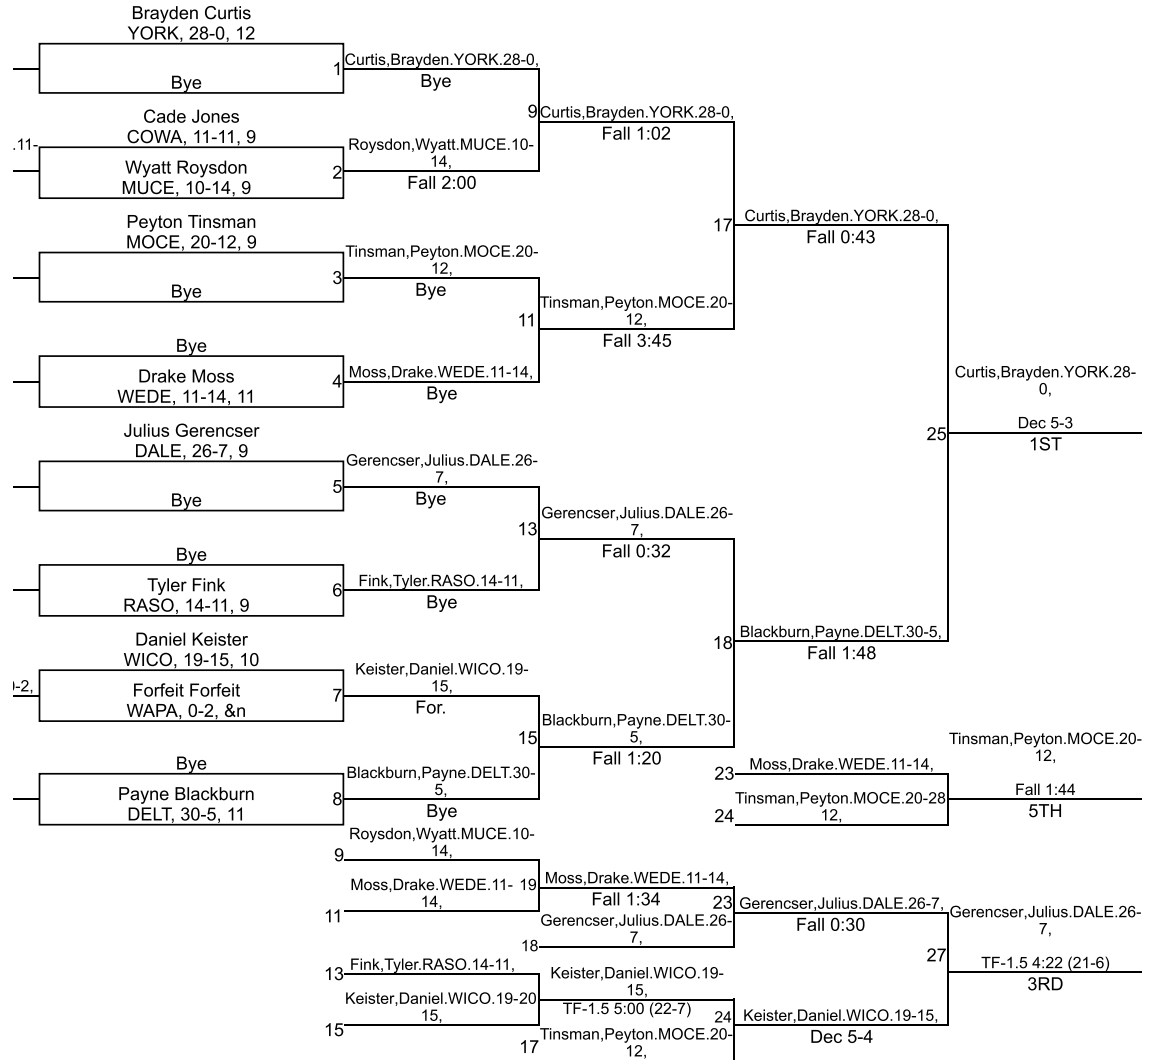 Brayden Curtis
YORK, 28-0, 12
Bye
1
Curtis,Brayden.YORK.28-0,
Bye
Cade Jones
COWA, 11-11, 9
.11-
Wyatt Roysdon
MUCE, 10-14, 9
2
Roysdon,Wyatt.MUCE.10-
14,
Fall 2:00
9
Curtis,Brayden.YORK.28-0,
Fall 1:02
Peyton Tinsman
MOCE, 20-12, 9
Bye
3
Tinsman,Peyton.MOCE.20-
12,
Bye
Bye
Drake Moss
WEDE, 11-14, 11
4
Moss,Drake.WEDE.11-14,
Bye
11
Tinsman,Peyton.MOCE.20-
12,
Fall 3:45
17
Curtis,Brayden.YORK.28-0,
Fall 0:43
Julius Gerencser
DALE, 26-7, 9
Bye
5
Gerencser,Julius.DALE.26-
7,
Bye
Bye
Tyler Fink
RASO, 14-11, 9
6
Fink,Tyler.RASO.14-11,
Bye
13
Gerencser,Julius.DALE.26-
7,
Fall 0:32
Daniel Keister
WICO, 19-15, 10
-2,
Forfeit Forfeit
WAPA, 0-2, &n
7
Keister,Daniel.WICO.19-
15,
For.
Bye
Payne Blackburn
DELT, 30-5, 11
8
Blackburn,Payne.DELT.30-
5,
Bye
15
Blackburn,Payne.DELT.30-
5,
Fall 1:20
18
Blackburn,Payne.DELT.30-5,
Fall 1:48
25
Curtis,Brayden.YORK.28-
0,
Dec 5-3
1ST
23
Moss,Drake.WEDE.11-14,
24
Tinsman,Peyton.MOCE.20-28
12,
Tinsman,Peyton.MOCE.20-
12,
Fall 1:44
5TH
9
Roysdon,Wyatt.MUCE.10-
14,
11
Moss,Drake.WEDE.11-
14,
19
Moss,Drake.WEDE.11-14,
Fall 1:34
18
Gerencser,Julius.DALE.26-
7,
23
Gerencser,Julius.DALE.26-7,
Fall 0:30
13
Fink,Tyler.RASO.14-11,
15
Keister,Daniel.WICO.19-20
15,
Keister,Daniel.WICO.19-
15,
TF-1.5 5:00 (22-7)
17
Tinsman,Peyton.MOCE.20-
12,
24
Keister,Daniel.WICO.19-15,
Dec 5-4
27
Gerencser,Julius.DALE.26-
7,
TF-1.5 4:22 (21-6)
3RD